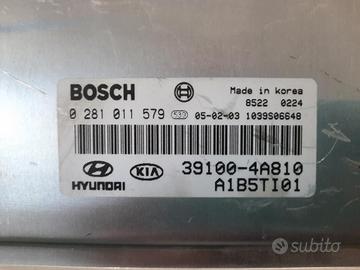 BOSCH
Made in korea
8522 0224
0 281 011 579 532 05-02-03 1039S06648
HYUNDAI KIA 39100-4A810
A1B5TI01
subito